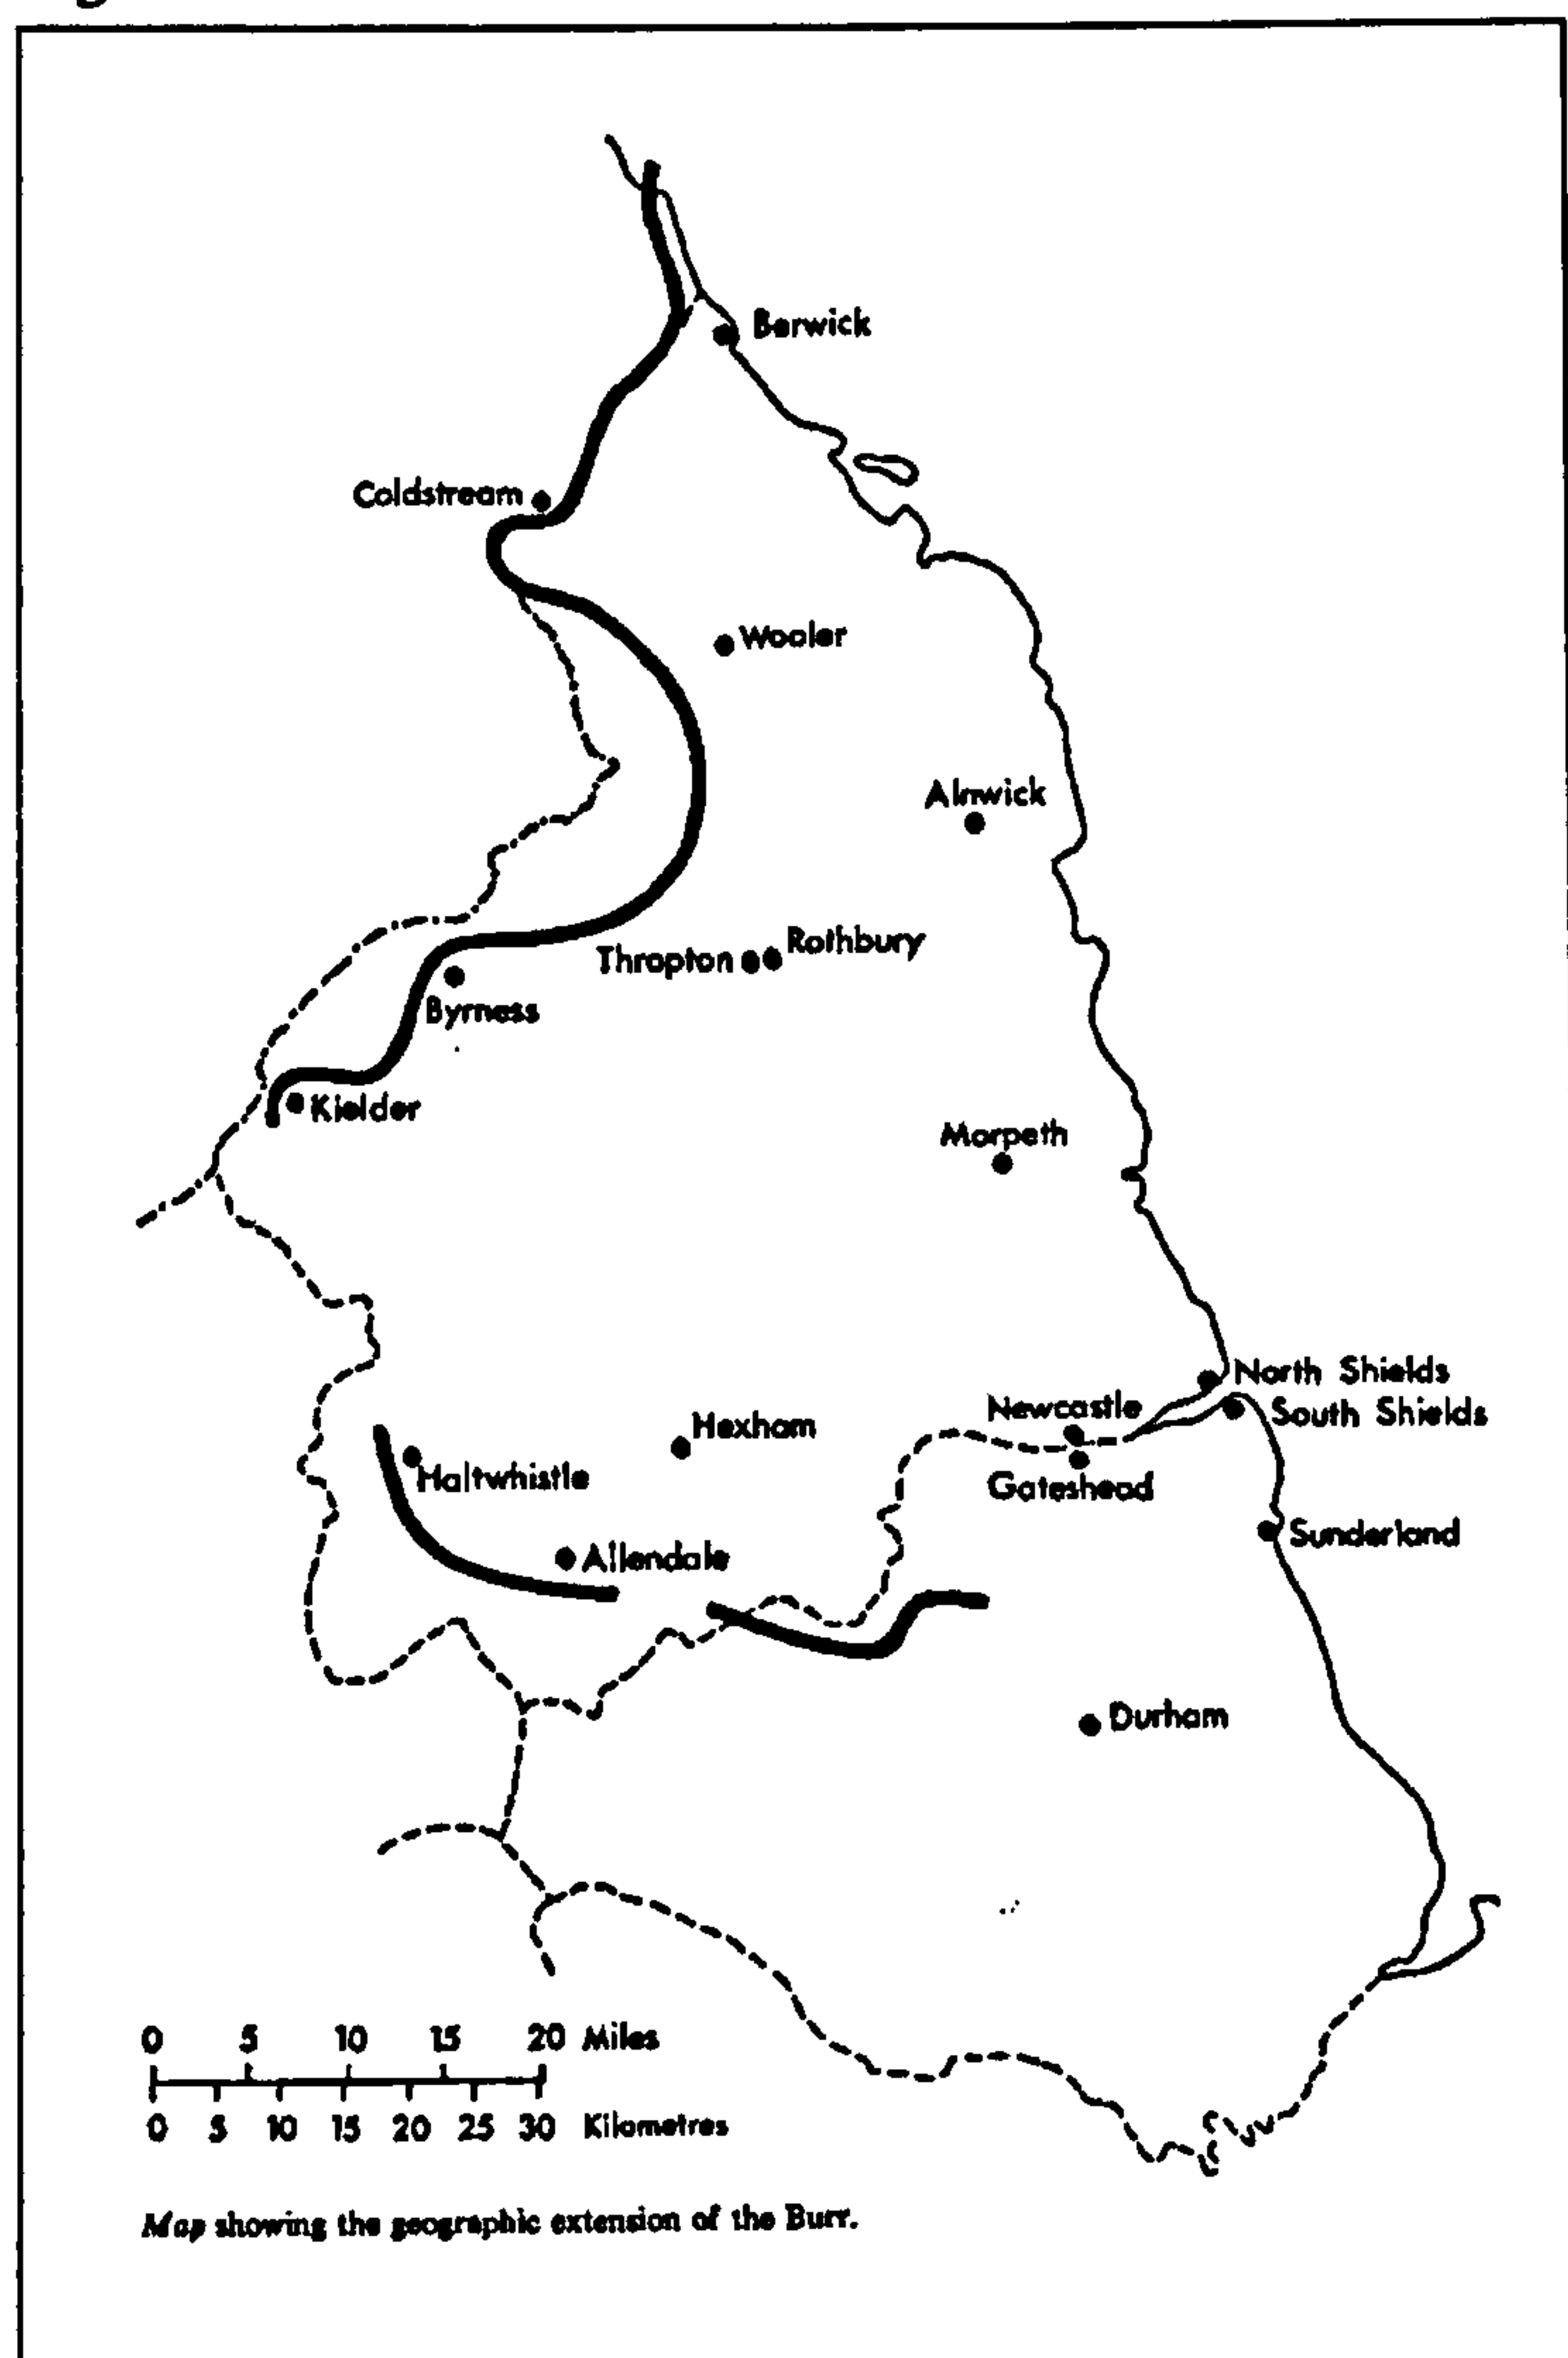 Berwick
Coldstream
Wooler
Alnwick
Thropton
Rothbury
Byrness
Kielder
Morpeth
North Shields
Newcastle
South Shields
Hexham
Haltwhistle
Gateshead
Sunderland
Allendale
Durham
0 5 10 15 20 Miles
0 5 10 15 20 25 30 Kilometres
Map showing the geographic extension of the Burr.